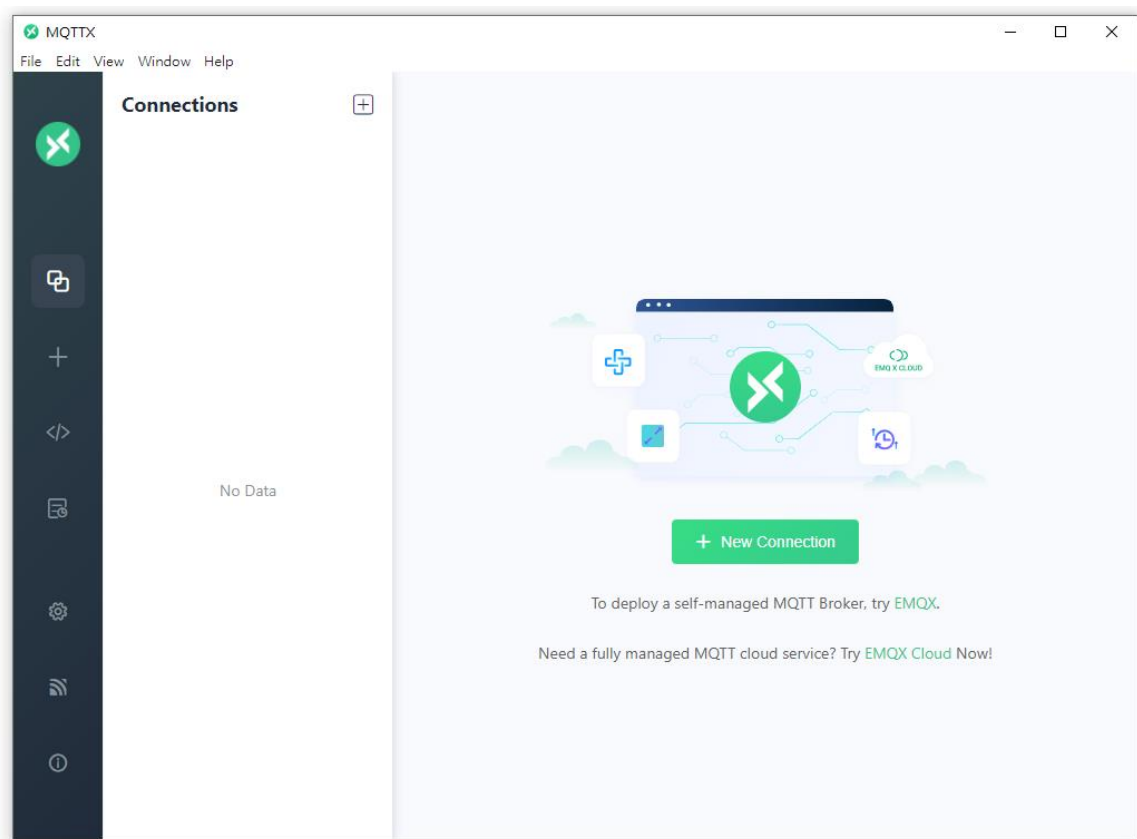 MQTTX
File Edit View Window Help
Connections
No Data
EMQ X CLOUD
+ New Connection
To deploy a self-managed MQTT Broker, try EMQX.
Need a fully managed MQTT cloud service? Try EMQX Cloud Now!